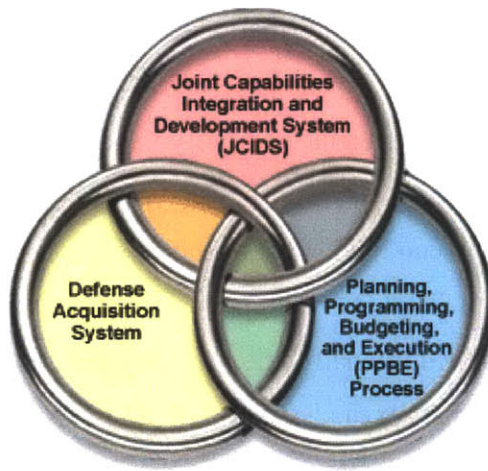 Joint Capabilities
Integration and
Development System
(JCIDS)
Defense
Acquisition
System
Planning,
Programming,
Budgeting,
and Execution
(PPBE)
Process